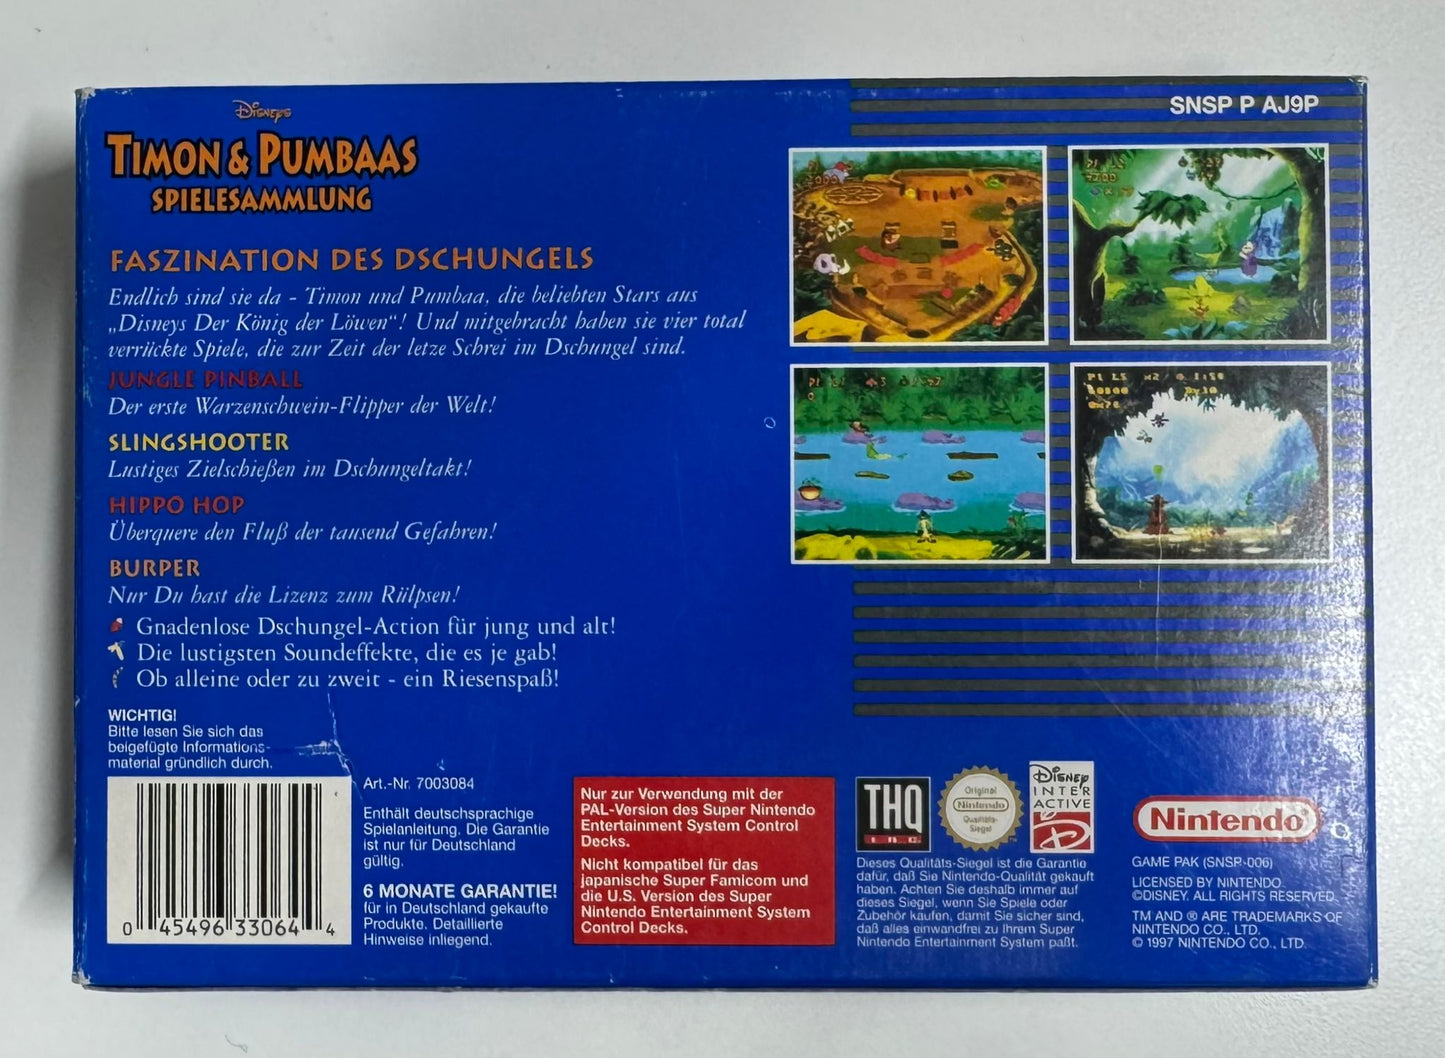 SNSP P AJ9P
DISNEYS
TIMON & PUMBAAS
SPIELESAMMLUNG
FASZINATION DES DSCHUNGELS
Endlich sind sie da - Timon und Pumbaa, die beliebten Stars aus
„Disneys Der König der Löwen“! Und mitgebracht haben sie vier total
verrückte Spiele, die zur Zeit der letze Schrei im Dschungel sind.
JUNGLE PINBALL
Der erste Warzenschwein-Flipper der Welt!
SLINGSHOOTER
Lustiges Zielschießen im Dschungeltakt!
HIPPO HOP
Überquere den Fluß der tausend Gefahren!
BURPER
Nur Du hast die Lizenz zum Rülpsen!
Gnadenlose Dschungel-Action für jung und alt!
Die lustigsten Soundeffekte, die es je gab!
Ob alleine oder zu zweit - ein Riesenspaß!
WICHTIG!
Bitte lesen Sie sich das
beigefügte Informations-
material gründlich durch.
0 45496 33064 4
Art.-Nr. 7003084
Enthält deutschsprachige
Spielanleitung. Die Garantie
ist nur für Deutschland
gültig.
6 MONATE GARANTIE!
für in Deutschland gekaufte
Produkte. Detaillierte
Hinweise inliegend.
Nur zur Verwendung mit der
PAL-Version des Super Nintendo
Entertainment System Control
Decks.
Nicht kompatibel für das
japanische Super Famicom und
die U.S. Version des Super
Nintendo Entertainment System
Control Decks.
THQ
INC.
Original
Nintendo
Qualitäts-
Siegel
DISNEY
INTER
ACTIVE
D
Dieses Qualitäts-Siegel ist die Garantie
dafür, daß Sie Nintendo-Qualität gekauft
haben. Achten Sie deshalb immer auf
dieses Siegel, wenn Sie Spiele oder
Zubehör kaufen, damit Sie sicher sind,
daß alles einwandfrei zu Ihrem Super
Nintendo Entertainment System paßt.
Nintendo®
GAME PAK (SNSP-006)
LICENSED BY NINTENDO
©DISNEY. ALL RIGHTS RESERVED.
TM AND ® ARE TRADEMARKS OF
NINTENDO CO., LTD.
© 1997 NINTENDO CO., LTD.